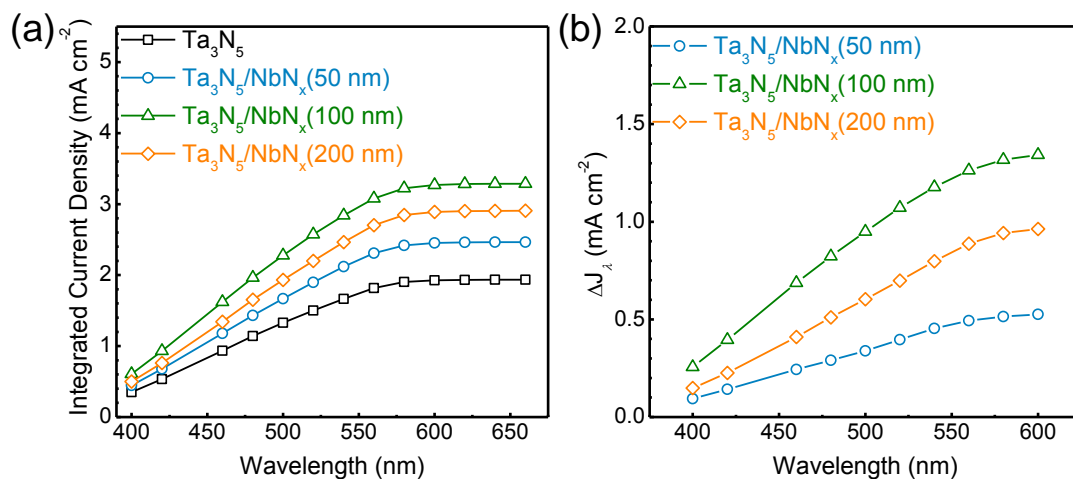 (a)
Integrated Current Density (mA cm⁻²)
5
4
3
2
1
0
Ta₃N₅
Ta₃N₅/NbNₓ(50 nm)
Ta₃N₅/NbNₓ(100 nm)
Ta₃N₅/NbNₓ(200 nm)
400 450 500 550 600 650
Wavelength (nm)
(b)
ΔJ_λ (mA cm⁻²)
2.0
1.5
1.0
0.5
0.0
Ta₃N₅/NbNₓ(50 nm)
Ta₃N₅/NbNₓ(100 nm)
Ta₃N₅/NbNₓ(200 nm)
400 450 500 550 600
Wavelength (nm)